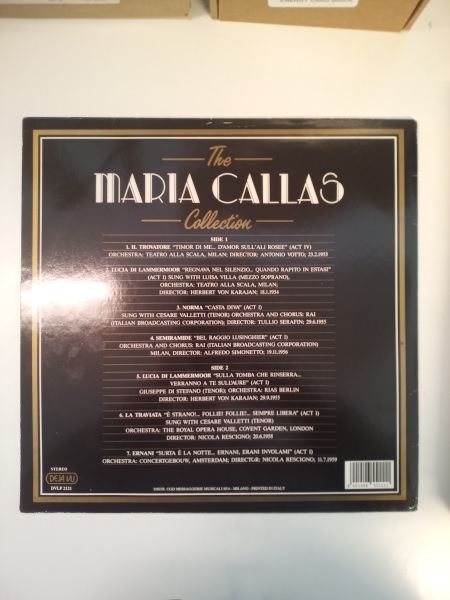 The
MARIA CALLAS
Collection
SIDE 1
1. IL TROVATORE "TIMOR DI ME... D'AMOR SULL'ALI ROSEE" (ACT IV)
ORCHESTRA: TEATRO ALLA SCALA, MILAN; DIRECTOR: ANTONIO VOTTO; 23.2.1953
2. LUCIA DI LAMMERMOOR "REGNAVA NEL SILENZIO... QUANDO RAPITO IN ESTASI"
(ACT I) SUNG WITH LUISA VILLA (MEZZO SOPRANO),
ORCHESTRA: TEATRO ALLA SCALA, MILAN;
DIRECTOR: HERBERT VON KARAJAN; 18.1.1954
3. NORMA "CASTA DIVA" (ACT I)
SUNG WITH CESARE VALLETTI (TENOR) ORCHESTRA AND CHORUS: RAI
(ITALIAN BROADCASTING CORPORATION); DIRECTOR: TULLIO SERAFIN; 29.6.1955
4. SEMIRAMIDE "BEL RAGGIO LUSINGHIER" (ACT I)
ORCHESTRA AND CHORUS: RAI (ITALIAN BROADCASTING CORPORATION)
MILAN, DIRECTOR: ALFREDO SIMONETTO; 19.11.1956
SIDE 2
5. LUCIA DI LAMMERMOOR "SULLA TOMBA CHE RINSERRA...
VERRANNO A TE SULL'AURE" (ACT I)
GIUSEPPE DI STEFANO (TENOR); ORCHESTRA: RIAS BERLIN
DIRECTOR: HERBERT VON KARAJAN; 29.9.1955
6. LA TRAVIATA "È STRANO!... FOLLIE! FOLLIE!... SEMPRE LIBERA" (ACT I)
SUNG WITH CESARE VALLETTI (TENOR)
ORCHESTRA: THE ROYAL OPERA HOUSE, COVENT GARDEN, LONDON
DIRECTOR: NICOLA RESCIGNO; 20.6.1958
7. ERNANI "SURTA È LA NOTTE... ERNANI, ERANI INVOLAMI" (ACT I)
ORCHESTRA: CONCERTGEBOUW, AMSTERDAM; DIRECTOR: NICOLA RESCIGNO; 11.7.1959
STEREO
DEJA VU
DVLP 2121
DISTR: CGD MESSAGGERIE MUSICALI SPA - MILANO - PRINTED IN ITALY